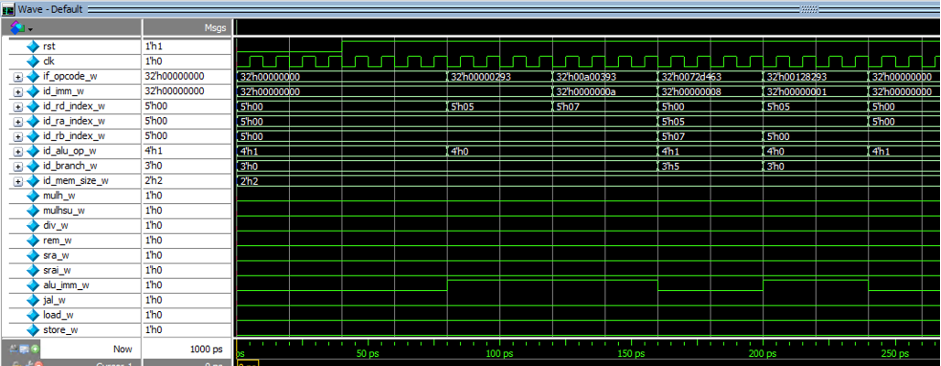 Wave - Default
Msgs
rst 1'h1
clk 1'h0
if_opcode_w 32'h00000000 32'h00000000 32'h00000293 32'h00a00393 32'h0072d463 32'h00128293 32'h00000000
id_imm_w 32'h00000000 32'h00000000 32'h0000000a 32'h00000008 32'h00000001 32'h00000000
id_rd_index_w 5'h00 5'h00 5'h05 5'h07 5'h00 5'h05 5'h00
id_ra_index_w 5'h00 5'h00 5'h05 5'h00
id_rb_index_w 5'h00 5'h00 5'h07 5'h00
id_alu_op_w 4'h1 4'h1 4'h0 4'h1 4'h0 4'h1
id_branch_w 3'h0 3'h0 3'h5 3'h0
id_mem_size_w 2'h2 2'h2
mulh_w 1'h0
mulhsu_w 1'h0
div_w 1'h0
rem_w 1'h0
sra_w 1'h0
srai_w 1'h0
alu_imm_w 1'h0
jal_w 1'h0
load_w 1'h0
store_w 1'h0
Now 1000 ps ps 50 ps 100 ps 150 ps 200 ps 250 ps